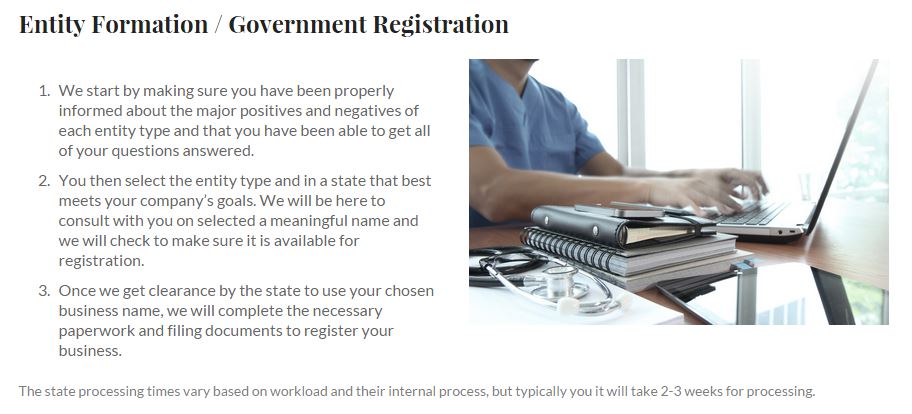 Entity Formation / Government Registration
1. We start by making sure you have been properly
informed about the major positives and negatives of
each entity type and that you have been able to get all
of your questions answered.
2. You then select the entity type and in a state that best
meets your company's goals. We will be here to
consult with you on selected a meaningful name and
we will check to make sure it is available for
registration.
3. Once we get clearance by the state to use your chosen
business name, we will complete the necessary
paperwork and filing documents to register your
business.
The state processing times vary based on workload and their internal process, but typically you it will take 2-3 weeks for processing.